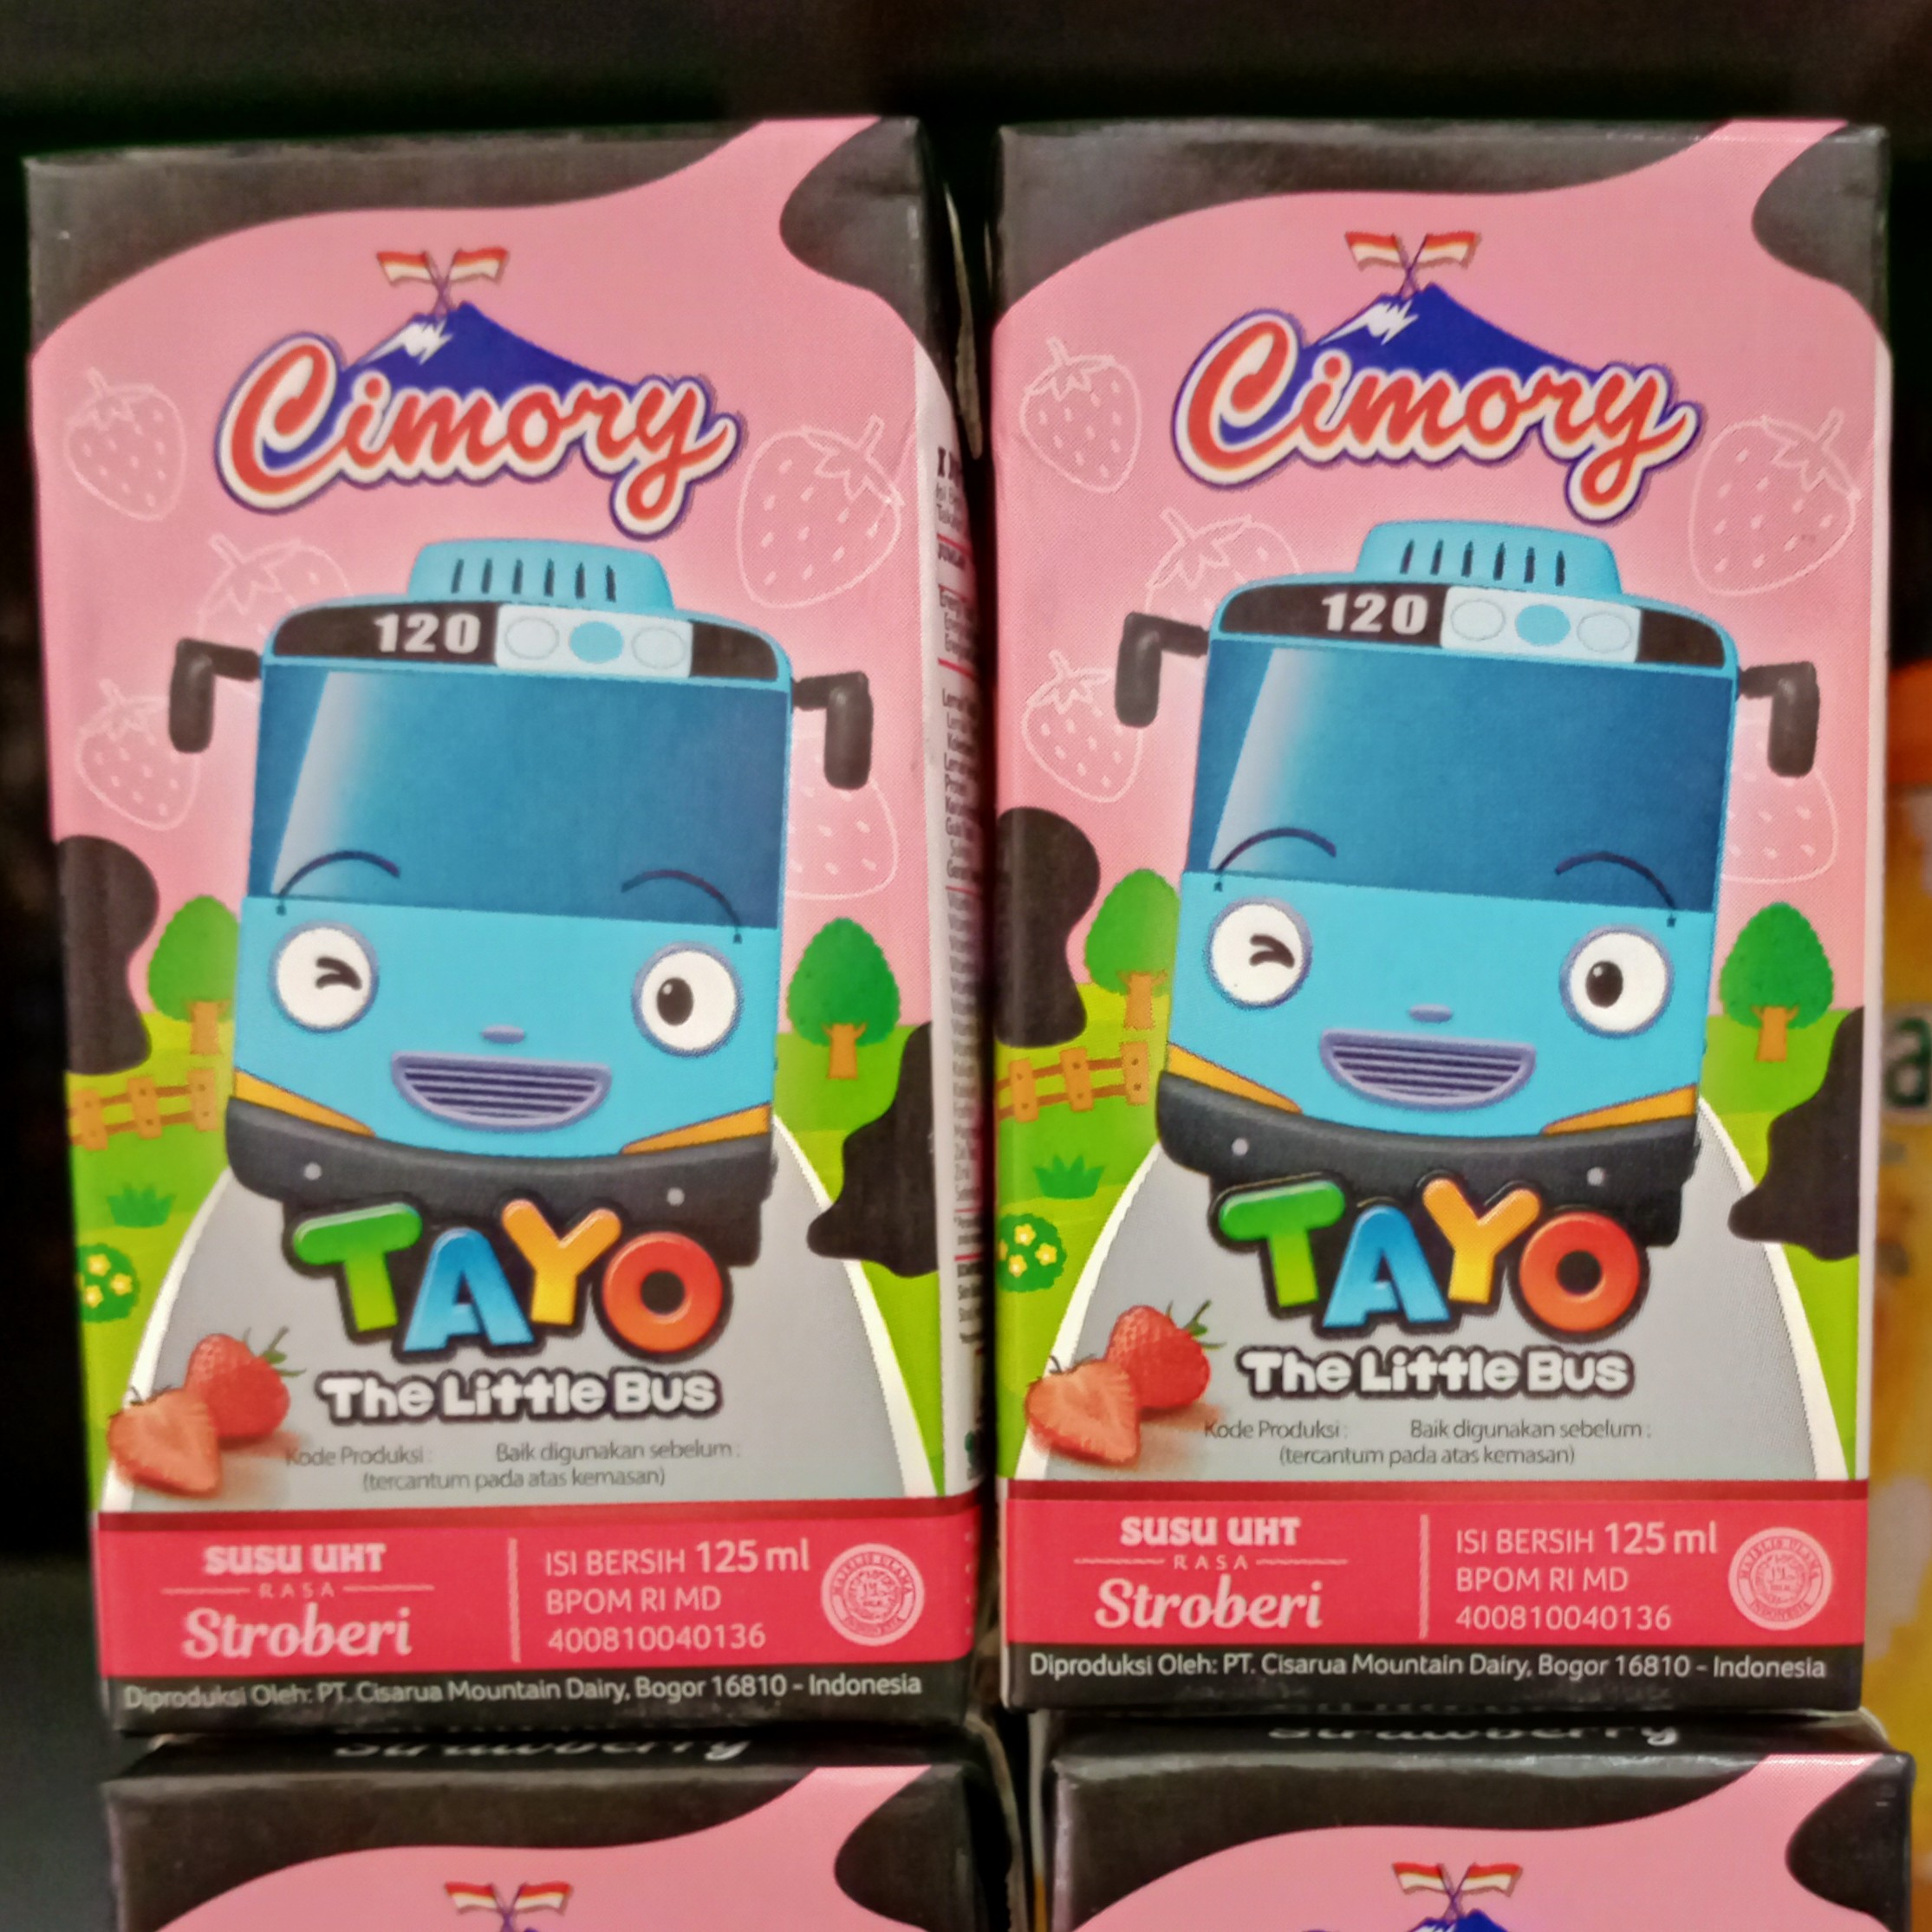 Cimory
120
TAYO
The Little Bus
Kode Produksi : Baik digunakan sebelum :
(tercantum pada atas kemasan)
SUSU UHT
RASA
Stroberi
ISI BERSIH 125 ml
BPOM RI MD
400810040136
Diproduksi Oleh: PT. Cisarua Mountain Dairy, Bogor 16810 - Indonesia
Strawberry
Cimory
120
TAYO
The Little Bus
Kode Produksi : Baik digunakan sebelum :
(tercantum pada atas kemasan)
SUSU UHT
RASA
Stroberi
ISI BERSIH 125 ml
BPOM RI MD
400810040136
Diproduksi Oleh: PT. Cisarua Mountain Dairy, Bogor 16810 - Indonesia
Strawberry